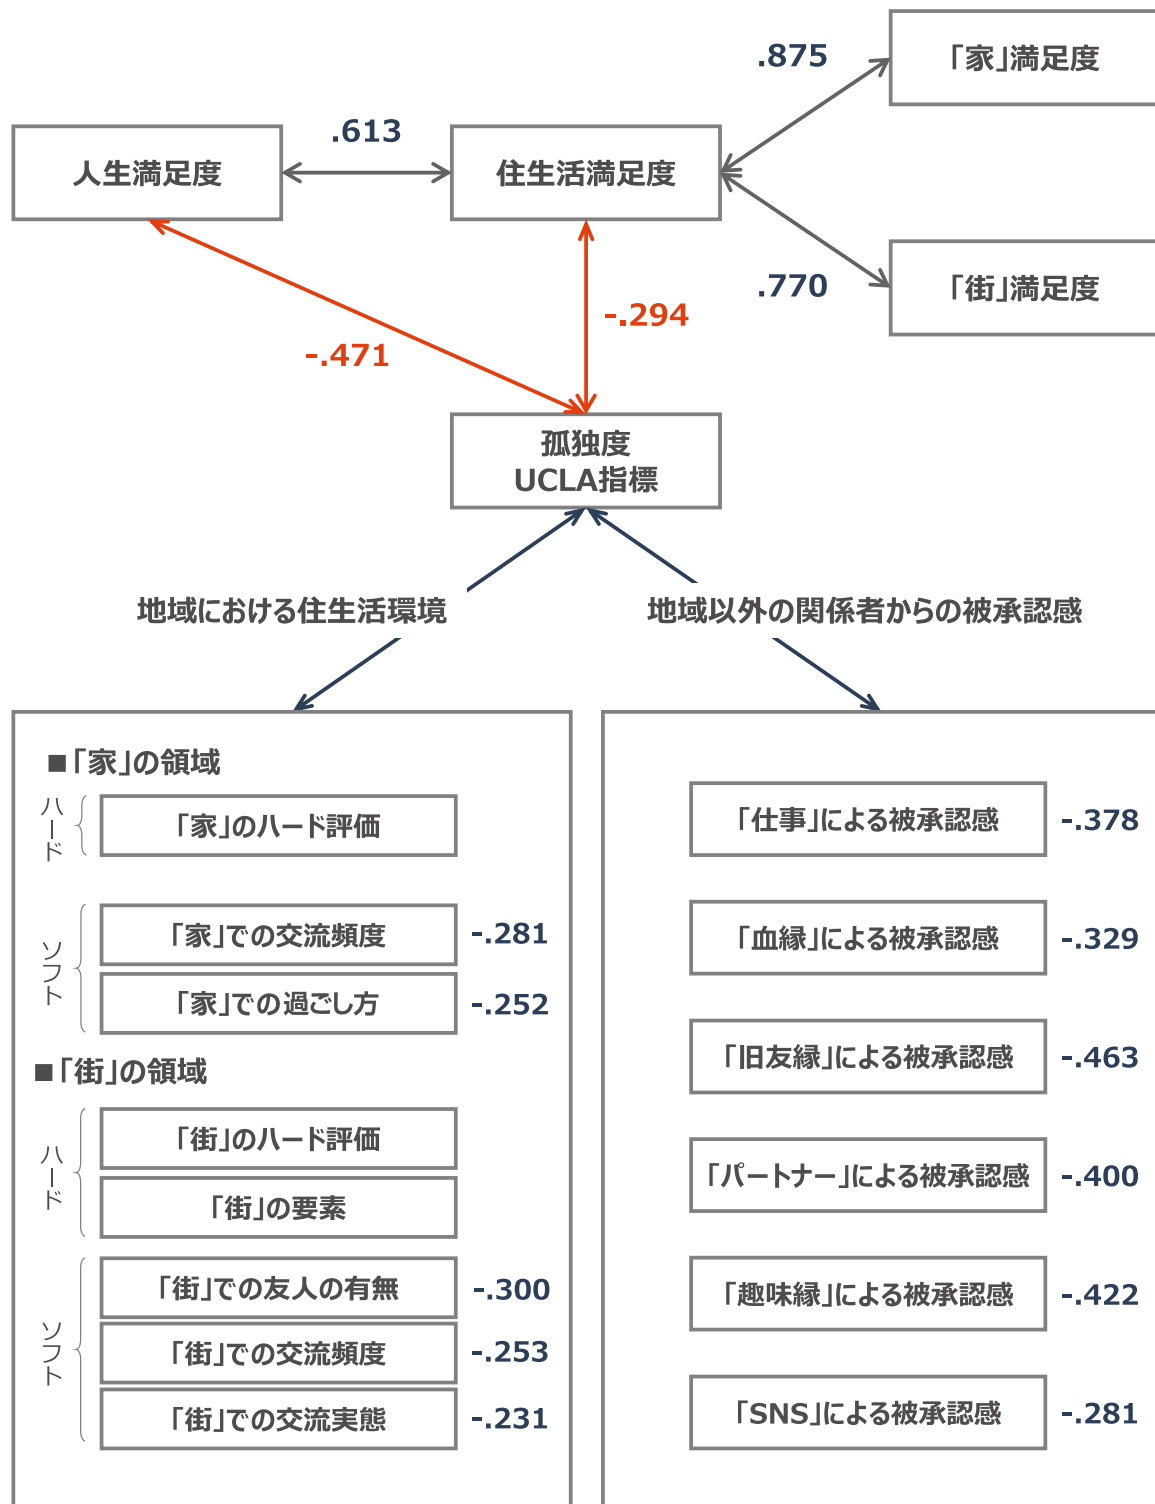 .875
「家」満足度
.613
人生満足度
住生活満足度
.770
「街」満足度
-.294
-.471
孤独度
UCLA指標
地域における住生活環境
地域以外の関係者からの被承認感
■「家」の領域
ハード
「家」のハード評価
ソフト
「家」での交流頻度
-.281
「家」での過ごし方
-.252
■「街」の領域
ハード
「街」のハード評価
「街」の要素
ソフト
「街」での友人の有無
-.300
「街」での交流頻度
-.253
「街」での交流実態
-.231
「仕事」による被承認感
-.378
「血縁」による被承認感
-.329
「旧友縁」による被承認感
-.463
「パートナー」による被承認感
-.400
「趣味縁」による被承認感
-.422
「SNS」による被承認感
-.281